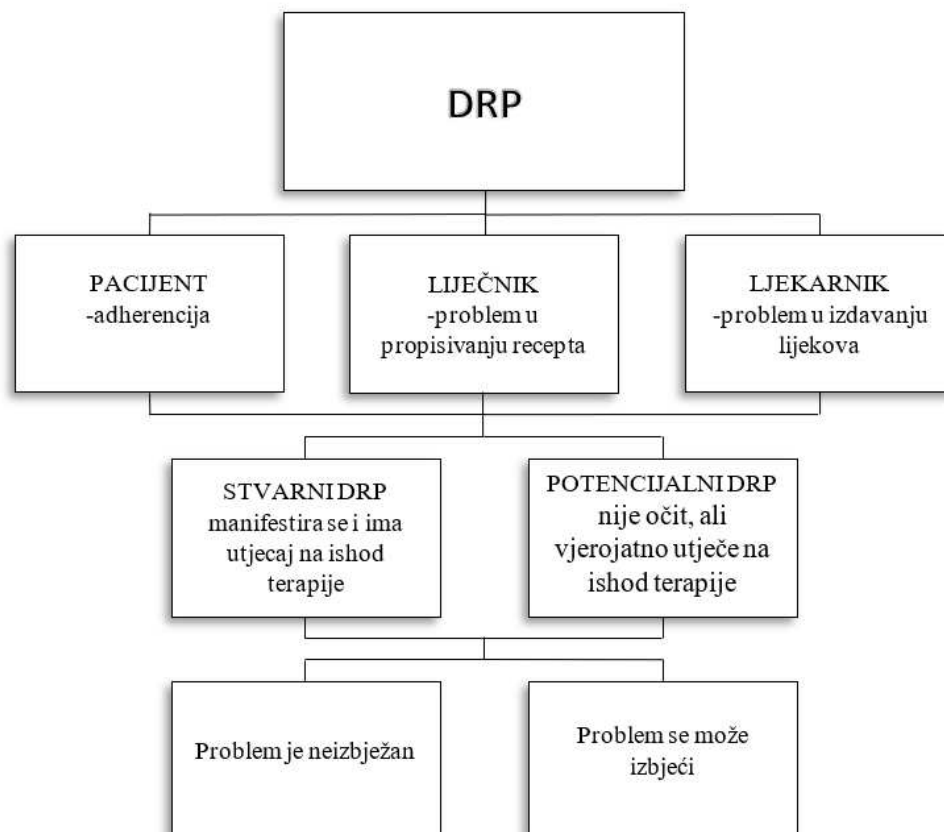 DRP
PACIJENT
-adherencija
LIJEČNIK
-problem u
propisivanju recepta
LJEKARNIK
-problem u izdavanju
lijekova
STVARNI DRP
manifestira se i ima
utjecaj na ishod
terapije
POTENCIJALNI DRP
nije očit, ali
vjerojatno utječe na
ishod terapije
Problem je neizbježan
Problem se može
izbjeći